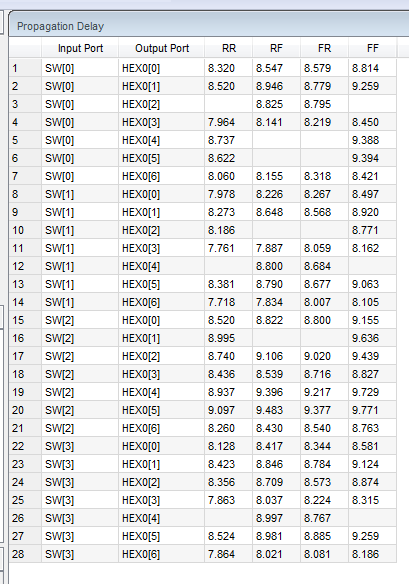 Propagation Delay
Input Port Output Port RR RF FR FF
1 SW[0] HEX0[0] 8.320 8.547 8.579 8.814
2 SW[0] HEX0[1] 8.520 8.946 8.779 9.259
3 SW[0] HEX0[2] 8.825 8.795
4 SW[0] HEX0[3] 7.964 8.141 8.219 8.450
5 SW[0] HEX0[4] 8.737 9.388
6 SW[0] HEX0[5] 8.622 9.394
7 SW[0] HEX0[6] 8.060 8.155 8.318 8.421
8 SW[1] HEX0[0] 7.978 8.226 8.267 8.497
9 SW[1] HEX0[1] 8.273 8.648 8.568 8.920
10 SW[1] HEX0[2] 8.186 8.771
11 SW[1] HEX0[3] 7.761 7.887 8.059 8.162
12 SW[1] HEX0[4] 8.800 8.684
13 SW[1] HEX0[5] 8.381 8.790 8.677 9.063
14 SW[1] HEX0[6] 7.718 7.834 8.007 8.105
15 SW[2] HEX0[0] 8.520 8.822 8.800 9.155
16 SW[2] HEX0[1] 8.995 9.636
17 SW[2] HEX0[2] 8.740 9.106 9.020 9.439
18 SW[2] HEX0[3] 8.436 8.539 8.716 8.827
19 SW[2] HEX0[4] 8.937 9.396 9.217 9.729
20 SW[2] HEX0[5] 9.097 9.483 9.377 9.771
21 SW[2] HEX0[6] 8.260 8.430 8.540 8.763
22 SW[3] HEX0[0] 8.128 8.417 8.344 8.581
23 SW[3] HEX0[1] 8.423 8.846 8.784 9.124
24 SW[3] HEX0[2] 8.356 8.709 8.573 8.874
25 SW[3] HEX0[3] 7.863 8.037 8.224 8.315
26 SW[3] HEX0[4] 8.997 8.767
27 SW[3] HEX0[5] 8.524 8.981 8.885 9.259
28 SW[3] HEX0[6] 7.864 8.021 8.081 8.186